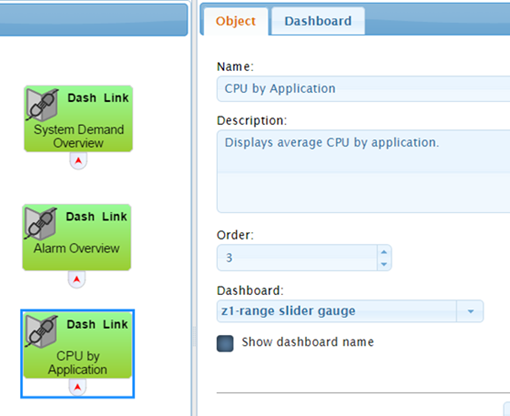 Dash Link
System Demand
Overview
Dash Link
Alarm Overview
Dash Link
CPU by
Application
Object
Dashboard
Name:
CPU by Application
Description:
Displays average CPU by application.
Order:
3
Dashboard:
z1-range slider gauge
Show dashboard name